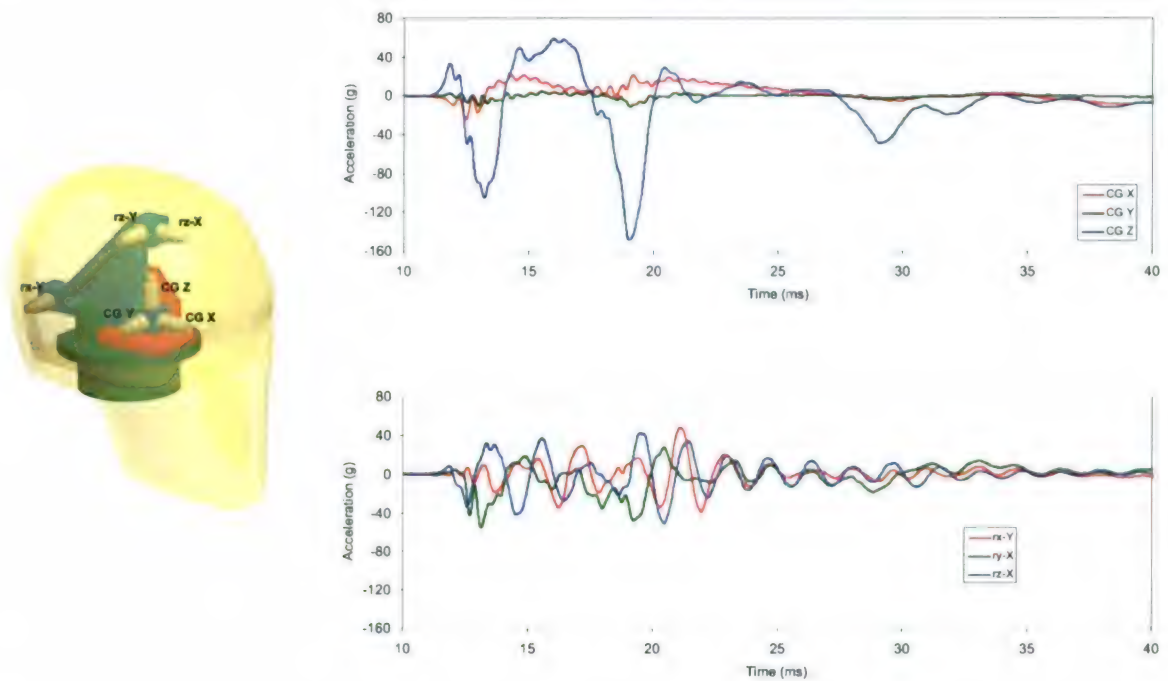 rz-Y
rz-X
rx-Y
CG Z
CG Y
CG X
80
40
0
-40
-80
-120
-160
Acceleration (g)
10
15
20
25
30
35
40
Time (ms)
CG X
CG Y
CG Z
80
40
0
-40
-80
-120
-160
Acceleration (g)
10
15
20
25
30
35
40
Time (ms)
rx-Y
ry-X
rz-X